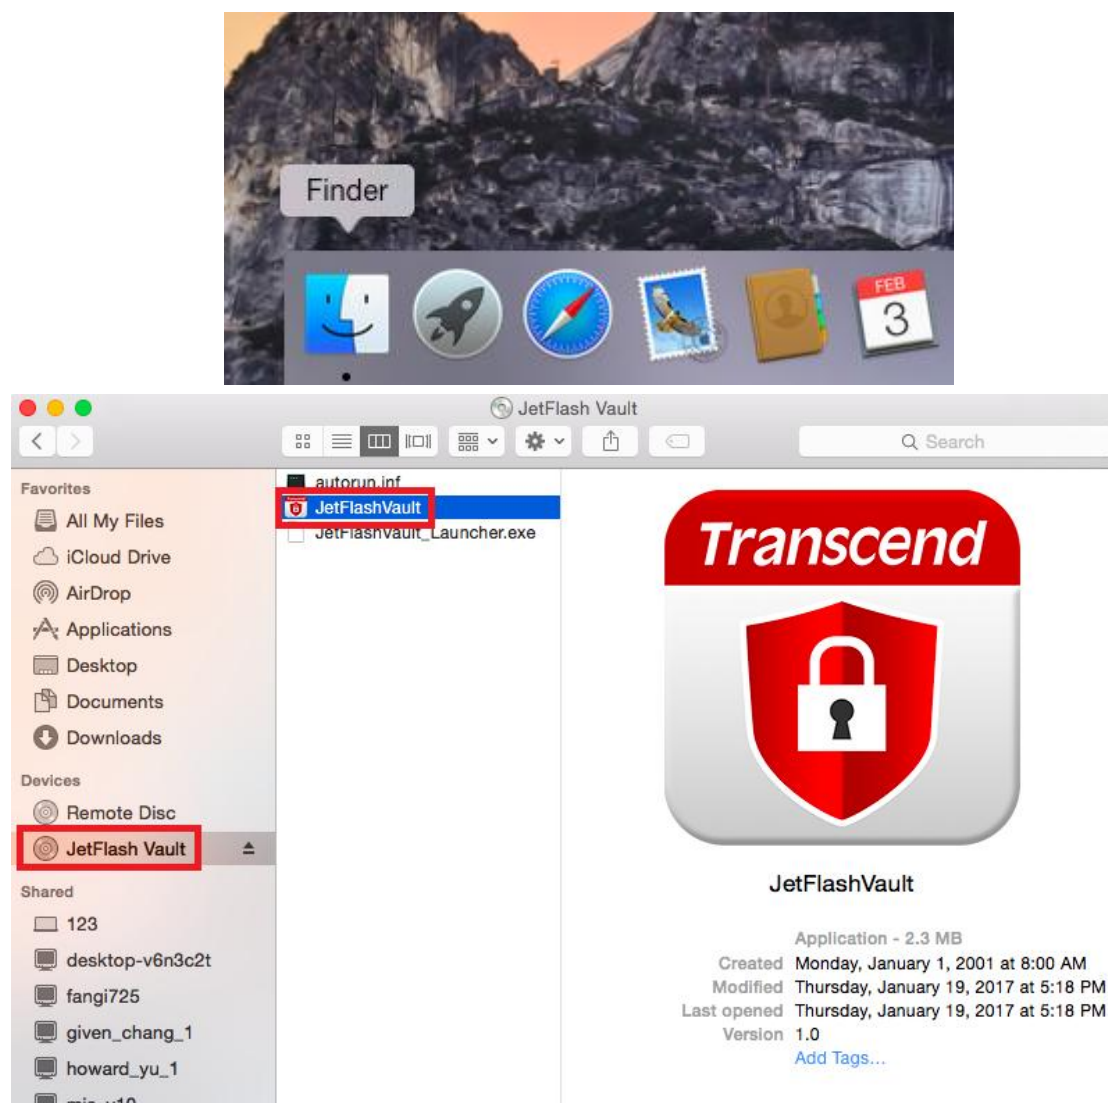 Finder
FEB
3
JetFlash Vault
Search
Favorites
All My Files
iCloud Drive
AirDrop
Applications
Desktop
Documents
Downloads
Devices
Remote Disc
JetFlash Vault
Shared
123
desktop-v6n3c2t
fangi725
given_chang_1
howard_yu_1
autorun.inf
JetFlashVault
JetFlashVault_Launcher.exe
Transcend
JetFlashVault
Application - 2.3 MB
Created Monday, January 1, 2001 at 8:00 AM
Modified Thursday, January 19, 2017 at 5:18 PM
Last opened Thursday, January 19, 2017 at 5:18 PM
Version 1.0
Add Tags...